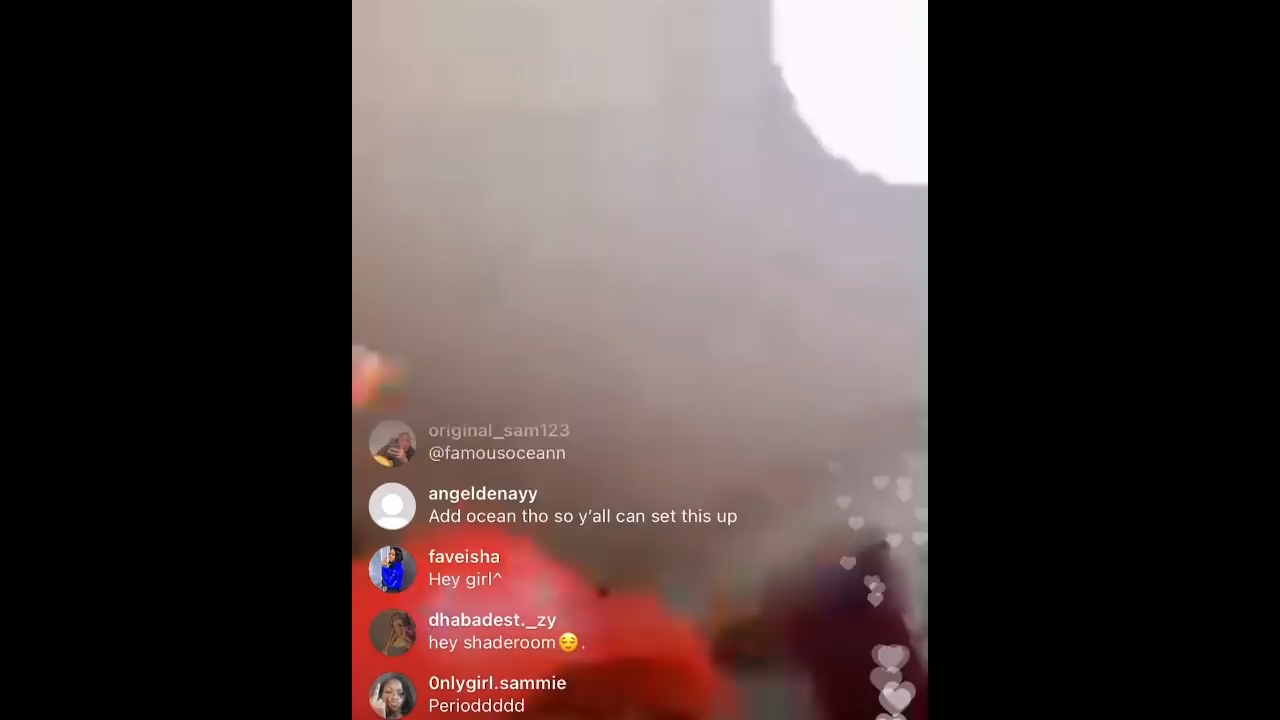 original_sam123
@famousoceann
angeldenayy
Add ocean tho so y’all can set this up
faveisha
Hey girl^
dhabadest._zy
hey shaderoom😌.
0nlygirl.sammie
Perioddddd